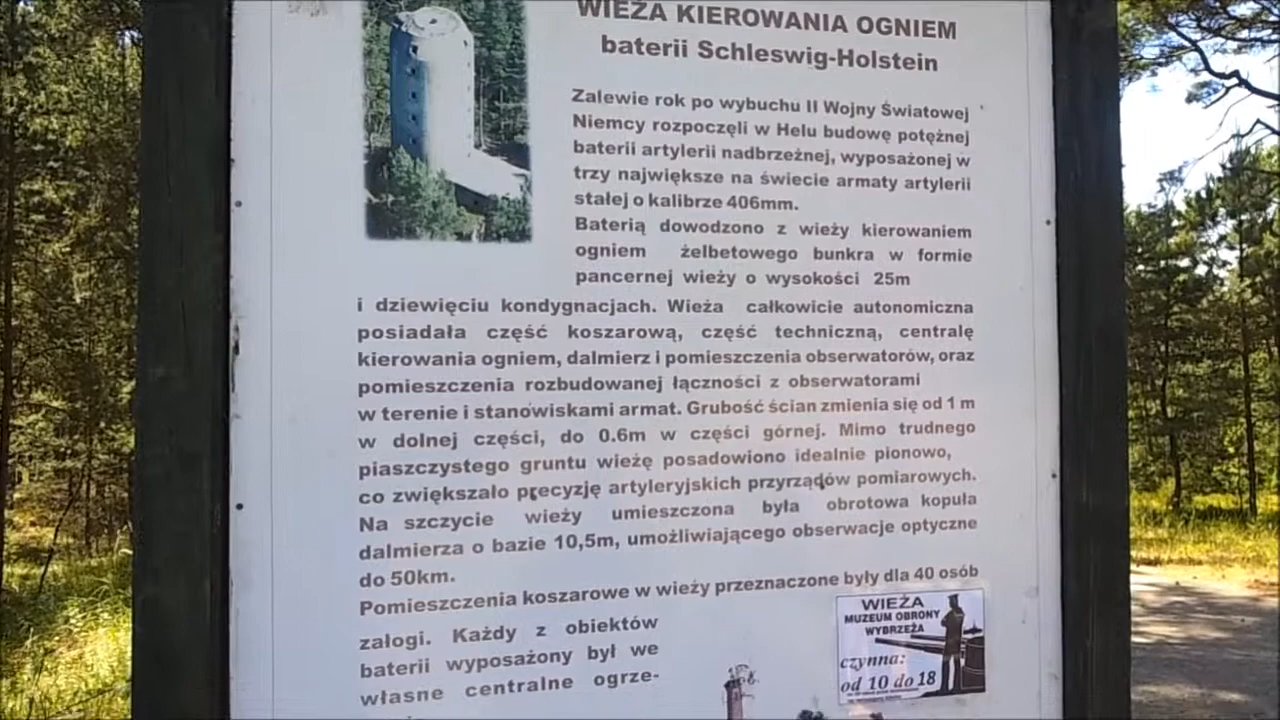 WIEŻA KIEROWANIA OGNIEM
baterii Schleswig-Holstein
Zalewie rok po wybuchu II Wojny Światowej
Niemcy rozpoczęli w Helu budowę potężnej
baterii artylerii nadbrzeżnej, wyposażonej w
trzy największe na świecie armaty artylerii
stałej o kalibrze 406mm.
Baterią dowodzono z wieży kierowaniem
ogniem żelbetowego bunkra w formie
pancernej wieży o wysokości 25m
i dziewięciu kondygnacjach. Wieża całkowicie autonomiczna
posiadała część koszarową, część techniczną, centralę
kierowania ogniem, dalmierz i pomieszczenia obserwatorów, oraz
pomieszczenia rozbudowanej łączności z obserwatorami
w terenie i stanowiskami armat. Grubość ścian zmienia się od 1 m
w dolnej części, do 0.6m w części górnej. Mimo trudnego
piaszczystego gruntu wieżę posadowiono idealnie pionowo,
co zwiększało precyzję artyleryjskich przyrządów pomiarowych.
Na szczycie wieży umieszczona była obrotowa kopuła
dalmierza o bazie 10,5m, umożliwiającego obserwacje optyczne
do 50km.
Pomieszczenia koszarowe w wieży przeznaczone były dla 40 osób
załogi. Każdy z obiektów
baterii wyposażony był we
własne centralne ogrze-
WIEŻA
MUZEUM OBRONY
WYBRZEŻA
czynna:
od 10 do 18